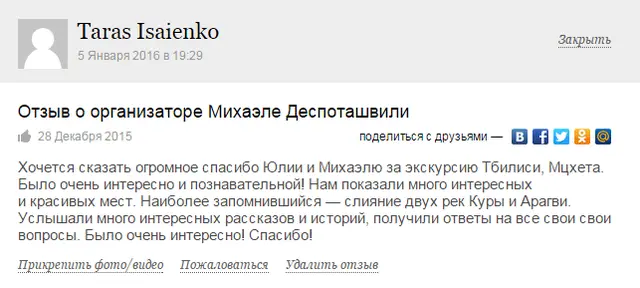 Taras Isaienko
5 Января 2016 в 19:29
Закрыть
Отзыв о организаторе Михаэле Деспоташвили
28 Декабря 2015
поделиться с друзьями —
Хочется сказать огромное спасибо Юлии и Михаэлю за экскурсию Тбилиси, Мцхета.
Было очень интересно и познавательной! Нам показали много интересных
и красивых мест. Наиболее запомнившийся — слияние двух рек Куры и Арагви.
Услышали много интересных рассказов и историй, получили ответы на все свои свои
вопросы. Было очень интересно! Спасибо!
Прикрепить фото/видео Пожаловаться Удалить отзыв